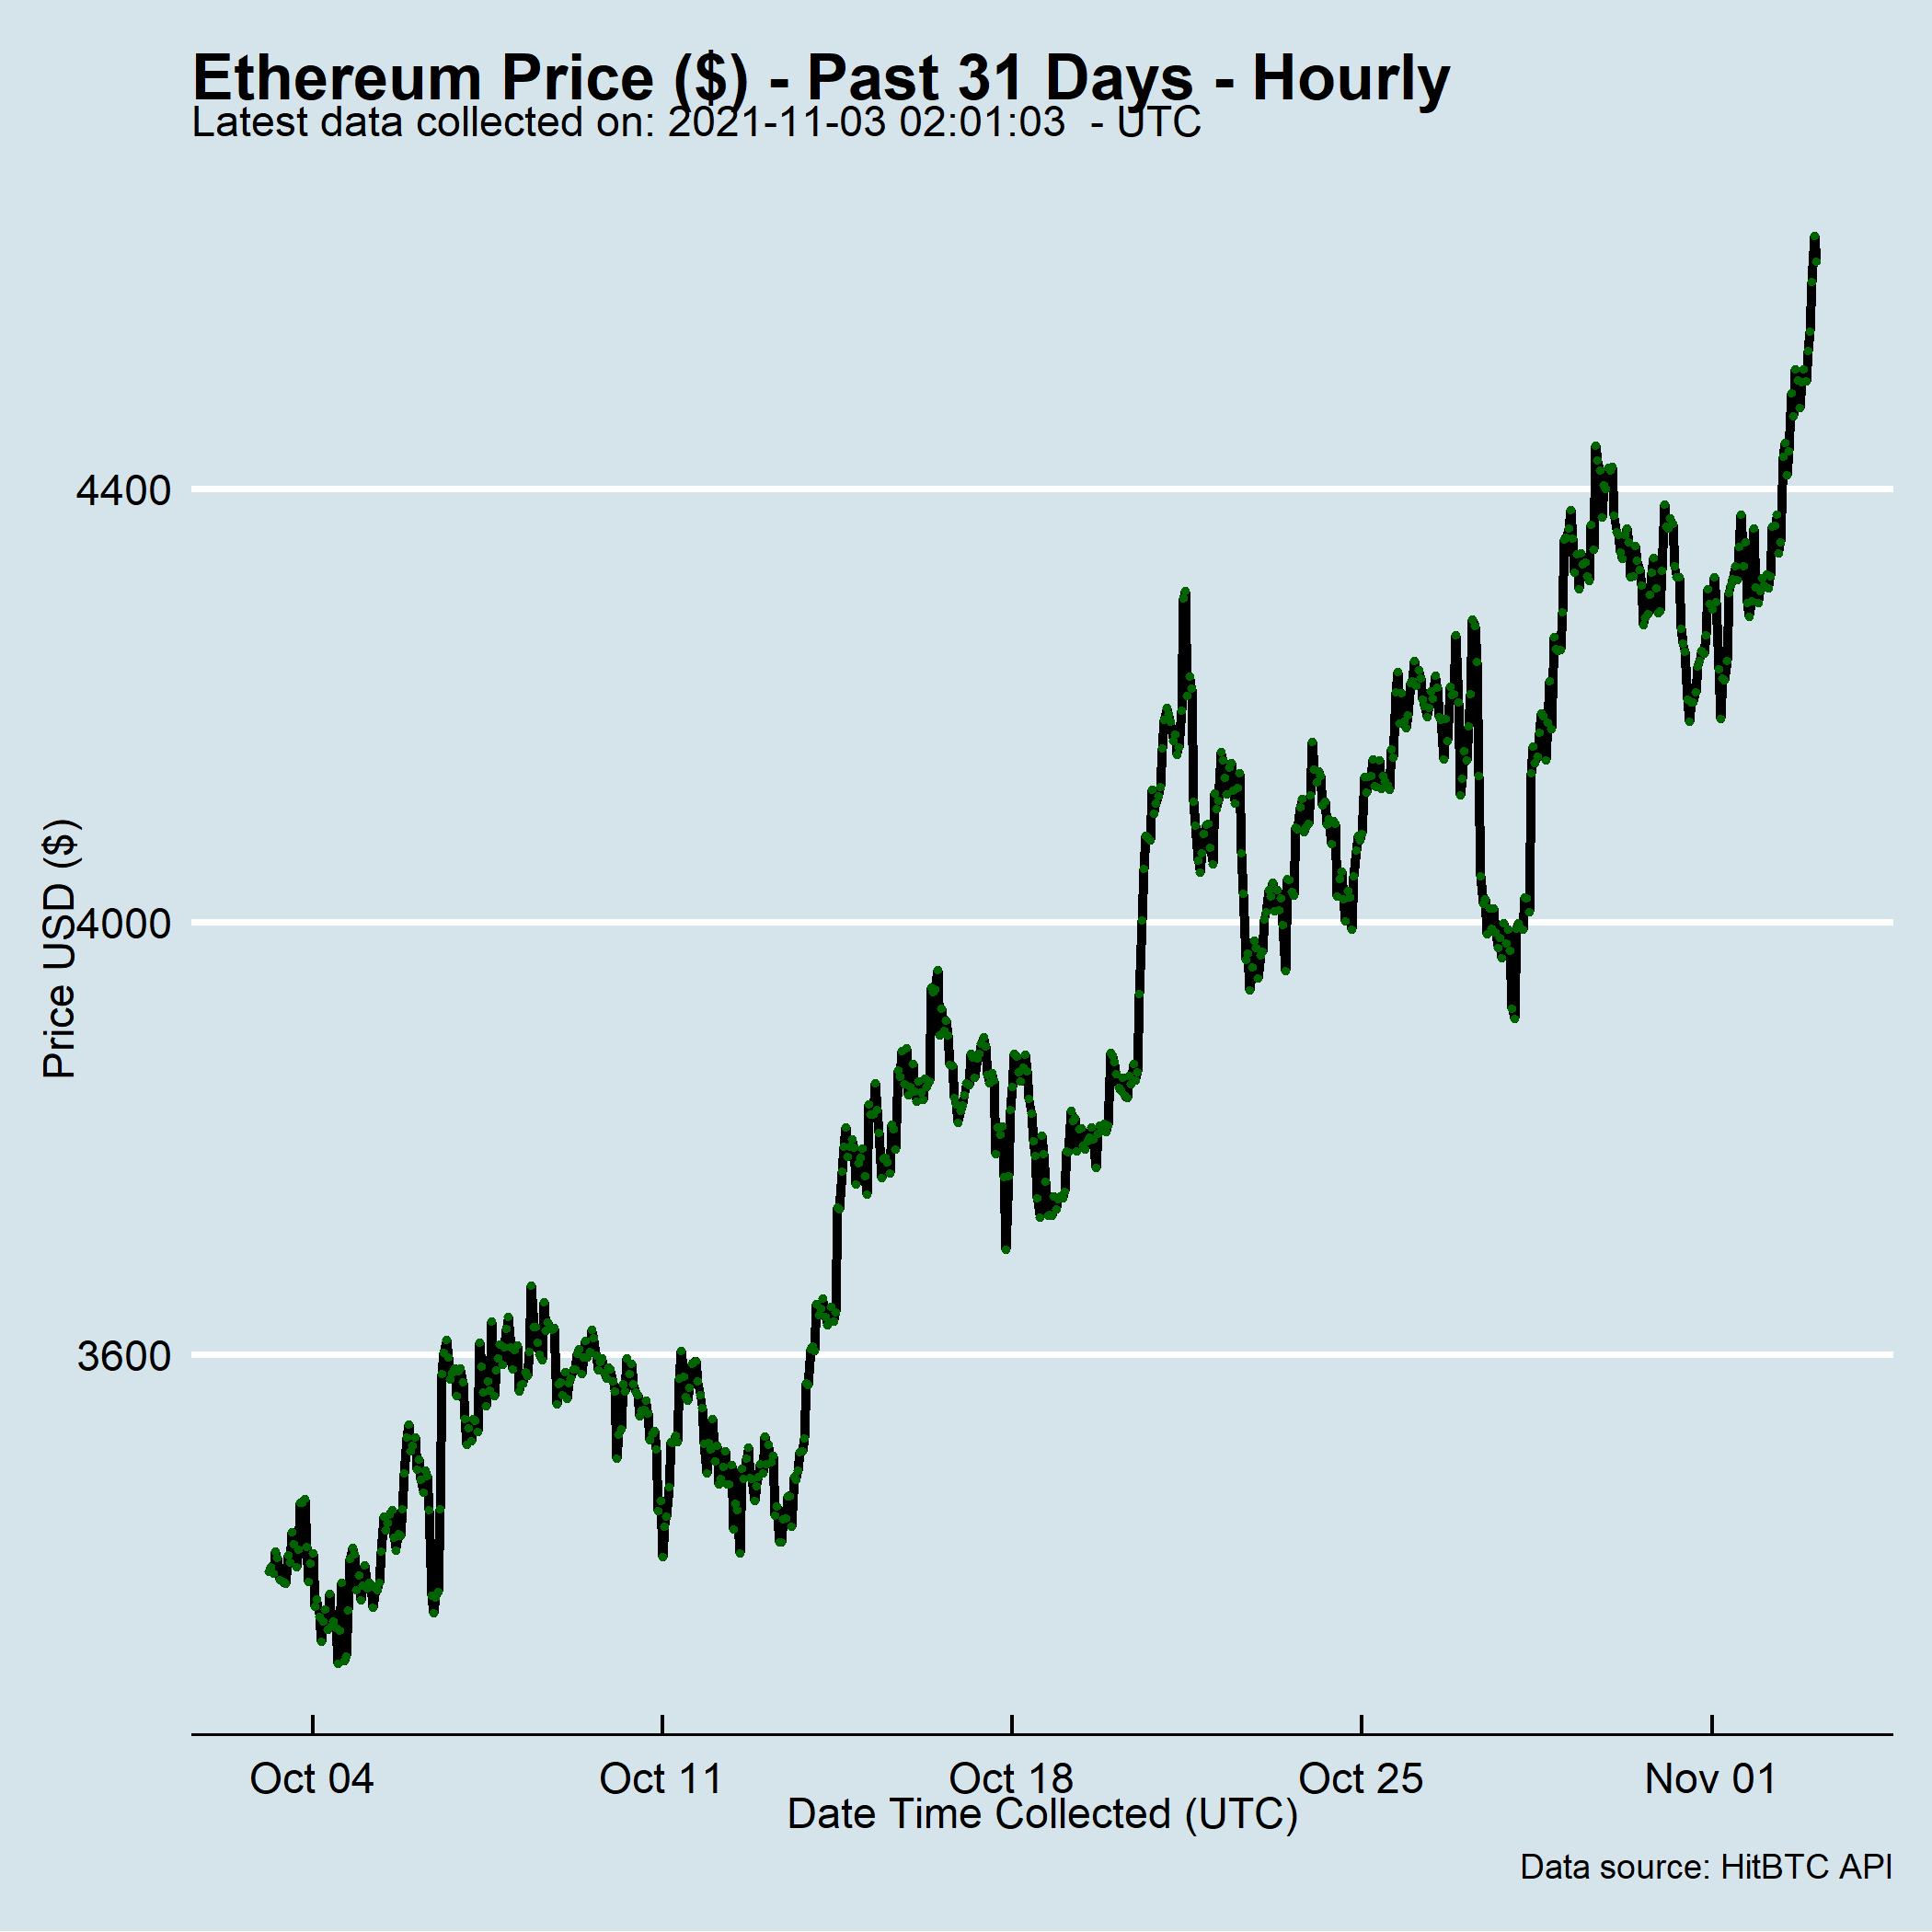 Ethereum Price ($) - Past 31 Days - Hourly
Latest data collected on: 2021-11-03 02:01:03  - UTC
4400
4000
3600
Price USD ($)
Oct 04
Oct 11
Oct 18
Oct 25
Nov 01
Date Time Collected (UTC)
Data source: HitBTC API